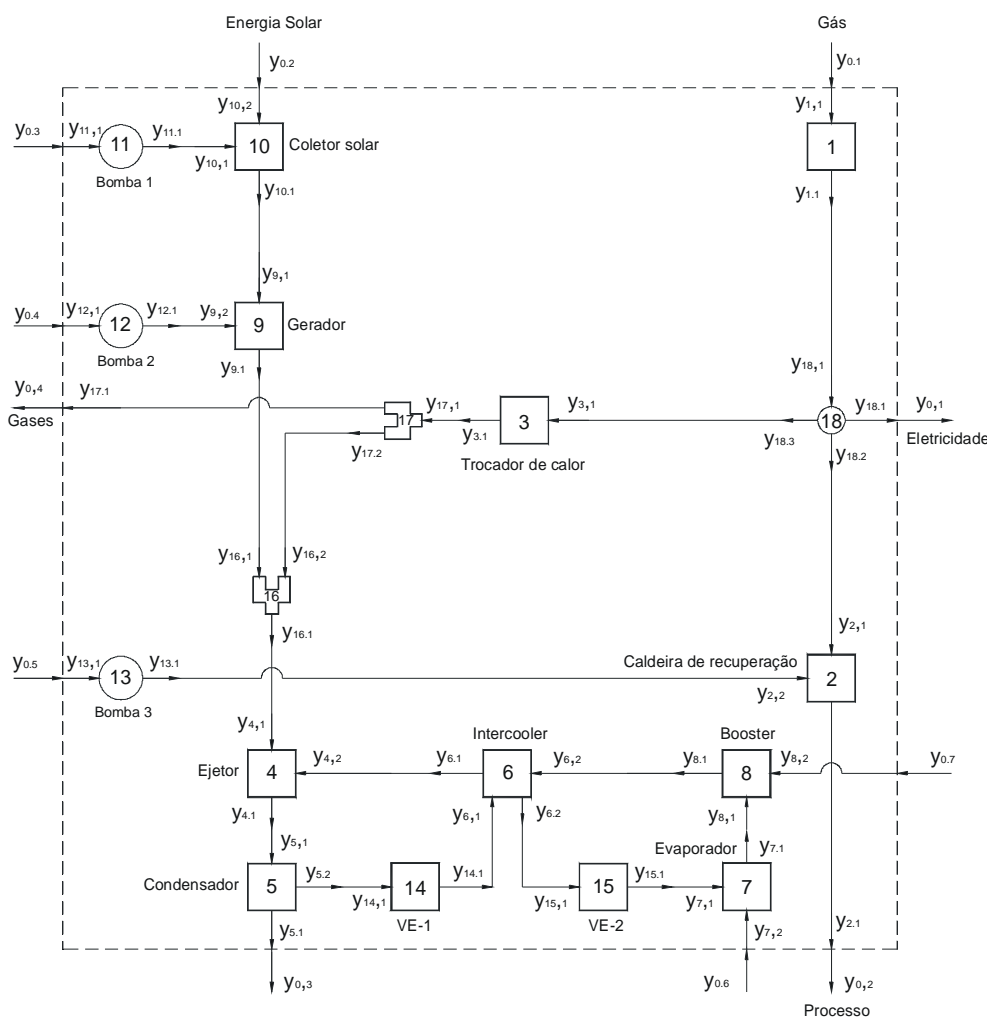 Energia Solar
Gás
y0.2
y0.1
y10,2
y1,1
y0.3
y11,1
11
y11.1
y10,1
10
Coletor solar
1
Bomba 1
y10.1
y1.1
y9,1
y0.4
y12,1
12
y12.1
y9,2
9
Gerador
Bomba 2
y9.1
y18,1
y0,4
y17.1
Gases
17
y17,1
y17.2
y3.1
3
y3,1
Trocador de calor
y18.3
18
y18.1
y0,1
Eletricidade
y18.2
y16,1
y16,2
16
y16.1
y2,1
Caldeira de recuperação
y0.5
y13,1
13
y13.1
y2,2
2
Bomba 3
y4,1
Intercooler
Booster
Ejetor
4
y4,2
y6.1
6
y6,2
y8.1
8
y8,2
y0.7
y4.1
y6,1
y6.2
y8,1
y5,1
Evaporador
y7.1
Condensador
5
y5.2
y14,1
14
y14.1
y15,1
15
y15.1
y7,1
7
VE-1
VE-2
y5.1
y7,2
y2.1
y0,3
y0.6
y0,2
Processo